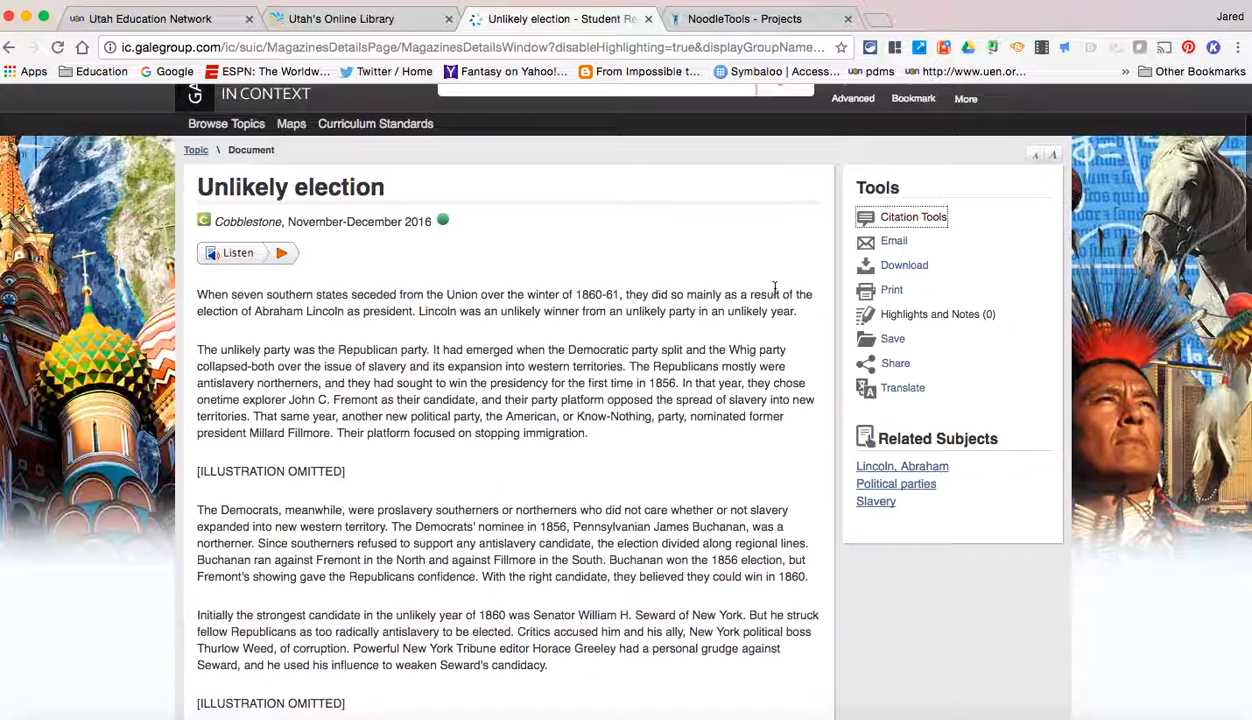 Utah Education Network
Utah's Online Library
Unlikely election - Student Re
NoodleTools - Projects
Jared
ic.galegroup.com/ic/suic/MagazinesDetailsPage/MagazinesDetailsWindow?disableHighlighting=true&displayGroupName...
Apps Education Google ESPN: The Worldw... Twitter / Home Fantasy on Yahoo!... From Impossible t... Symbaloo | Access... pdms http://www.uen.or... » Other Bookmarks
GA
IN CONTEXT
Advanced Bookmark More
Browse Topics Maps Curriculum Standards
Topic \ Document
A A
Unlikely election
Cobblestone, November-December 2016
Listen
When seven southern states seceded from the Union over the winter of 1860-61, they did so mainly as a result of the
election of Abraham Lincoln as president. Lincoln was an unlikely winner from an unlikely party in an unlikely year.
The unlikely party was the Republican party. It had emerged when the Democratic party split and the Whig party
collapsed-both over the issue of slavery and its expansion into western territories. The Republicans mostly were
antislavery northerners, and they had sought to win the presidency for the first time in 1856. In that year, they chose
onetime explorer John C. Fremont as their candidate, and their party platform opposed the spread of slavery into new
territories. That same year, another new political party, the American, or Know-Nothing, party, nominated former
president Millard Fillmore. Their platform focused on stopping immigration.
[ILLUSTRATION OMITTED]
The Democrats, meanwhile, were proslavery southerners or northerners who did not care whether or not slavery
expanded into new western territory. The Democrats' nominee in 1856, Pennsylvanian James Buchanan, was a
northerner. Since southerners refused to support any antislavery candidate, the election divided along regional lines.
Buchanan ran against Fremont in the North and against Fillmore in the South. Buchanan won the 1856 election, but
Fremont's showing gave the Republicans confidence. With the right candidate, they believed they could win in 1860.
Initially the strongest candidate in the unlikely year of 1860 was Senator William H. Seward of New York. But he struck
fellow Republicans as too radically antislavery to be elected. Critics accused him and his ally, New York political boss
Thurlow Weed, of corruption. Powerful New York Tribune editor Horace Greeley had a personal grudge against
Seward, and he used his influence to weaken Seward's candidacy.
[ILLUSTRATION OMITTED]
Tools
Citation Tools
Email
Download
Print
Highlights and Notes (0)
Save
Share
Translate
Related Subjects
Lincoln, Abraham
Political parties
Slavery